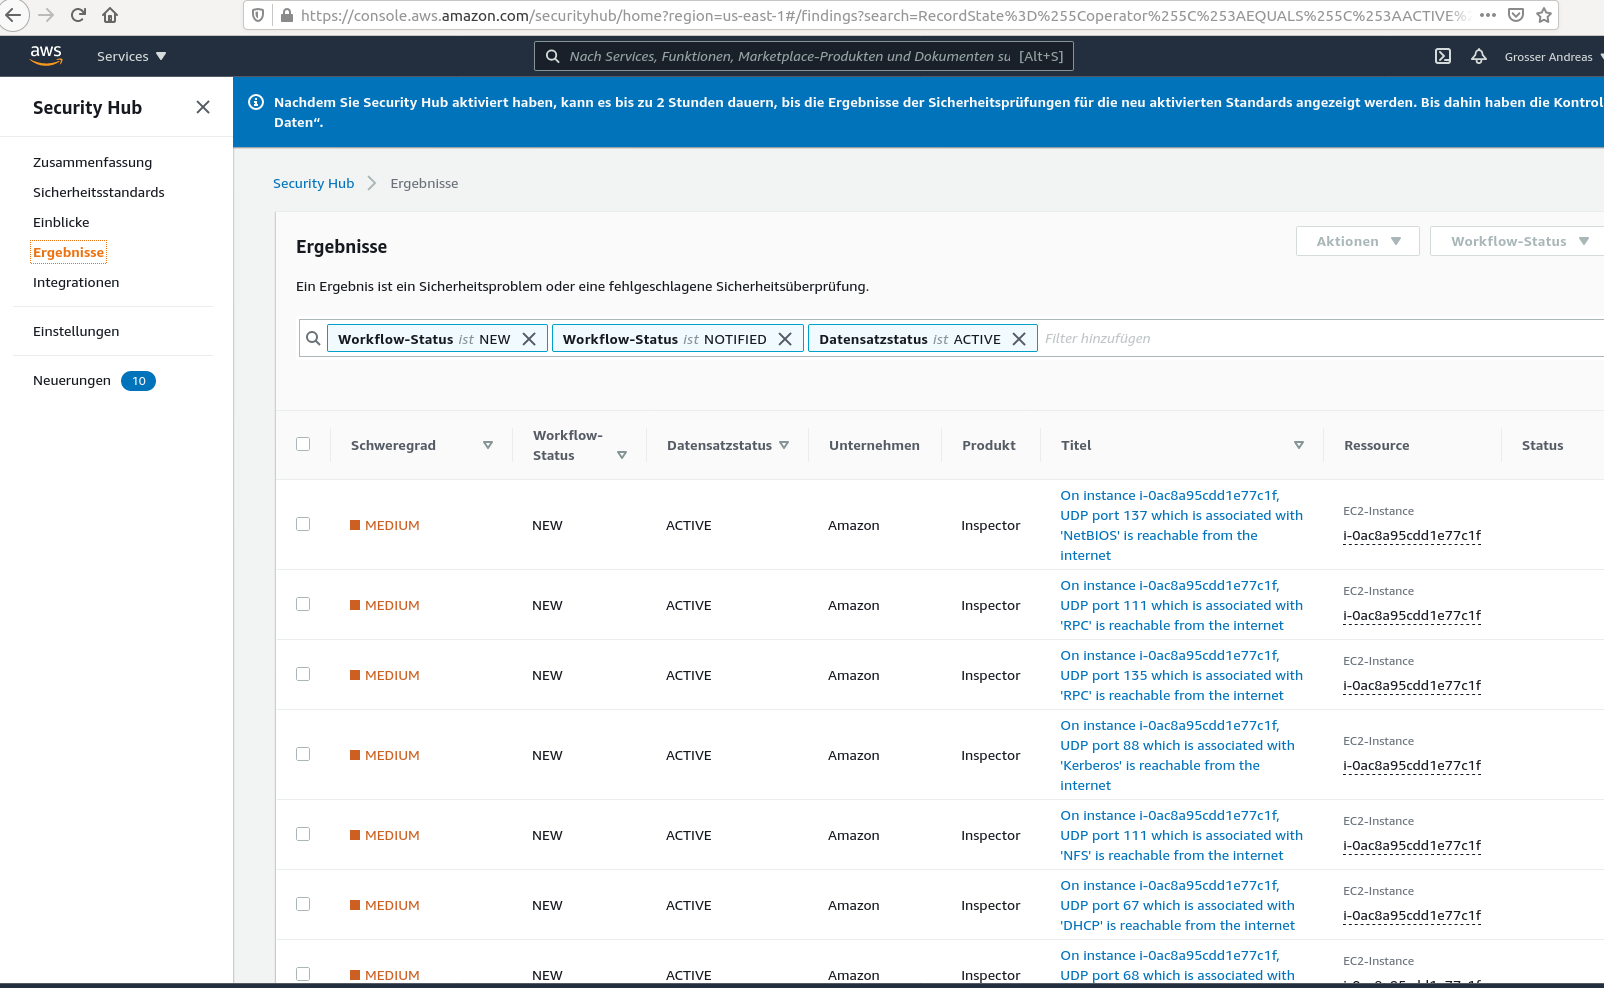 https://console.aws.amazon.com/securityhub/home?region=us-east-1#/findings?search=RecordState%3D%255Coperator%255C%253AEQUALS%255C%253AACTIVE%
aws
Services
Nach Services, Funktionen, Marketplace-Produkten und Dokumenten su [Alt+S]
Grosser Andreas
Security Hub
Zusammenfassung
Sicherheitsstandards
Einblicke
Ergebnisse
Integrationen
Einstellungen
Neuerungen 10
Nachdem Sie Security Hub aktiviert haben, kann es bis zu 2 Stunden dauern, bis die Ergebnisse der Sicherheitsprüfungen für die neu aktivierten Standards angezeigt werden. Bis dahin haben die Kontrol
Daten“.
Security Hub Ergebnisse
Ergebnisse
Aktionen
Workflow-Status
Ein Ergebnis ist ein Sicherheitsproblem oder eine fehlgeschlagene Sicherheitsüberprüfung.
Workflow-Status ist NEW
Workflow-Status ist NOTIFIED
Datensatzstatus ist ACTIVE
Filter hinzufügen
Schweregrad
Workflow-
Status
Datensatzstatus
Unternehmen
Produkt
Titel
Ressource
Status
MEDIUM
NEW
ACTIVE
Amazon
Inspector
On instance i-0ac8a95cdd1e77c1f,
UDP port 137 which is associated with
'NetBIOS' is reachable from the
internet
EC2-Instance
i-0ac8a95cdd1e77c1f
MEDIUM
NEW
ACTIVE
Amazon
Inspector
On instance i-0ac8a95cdd1e77c1f,
UDP port 111 which is associated with
'RPC' is reachable from the internet
EC2-Instance
i-0ac8a95cdd1e77c1f
MEDIUM
NEW
ACTIVE
Amazon
Inspector
On instance i-0ac8a95cdd1e77c1f,
UDP port 135 which is associated with
'RPC' is reachable from the internet
EC2-Instance
i-0ac8a95cdd1e77c1f
MEDIUM
NEW
ACTIVE
Amazon
Inspector
On instance i-0ac8a95cdd1e77c1f,
UDP port 88 which is associated with
'Kerberos' is reachable from the
internet
EC2-Instance
i-0ac8a95cdd1e77c1f
MEDIUM
NEW
ACTIVE
Amazon
Inspector
On instance i-0ac8a95cdd1e77c1f,
UDP port 111 which is associated with
'NFS' is reachable from the internet
EC2-Instance
i-0ac8a95cdd1e77c1f
MEDIUM
NEW
ACTIVE
Amazon
Inspector
On instance i-0ac8a95cdd1e77c1f,
UDP port 67 which is associated with
'DHCP' is reachable from the internet
EC2-Instance
i-0ac8a95cdd1e77c1f
MEDIUM
NEW
ACTIVE
Amazon
Inspector
On instance i-0ac8a95cdd1e77c1f,
UDP port 68 which is associated with
EC2-Instance